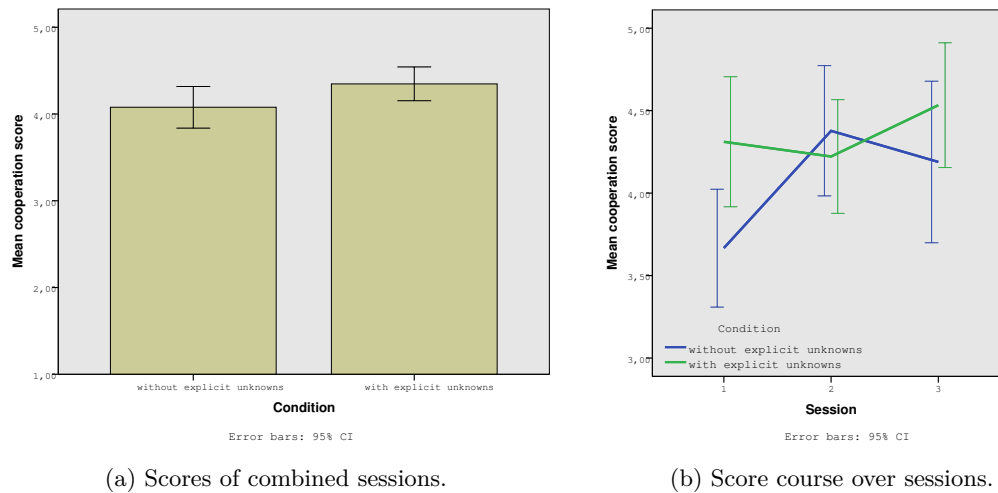 5,00
4,00
3,00
2,00
1,00
Mean cooperation score
without explicit unknowns
with explicit unknowns
Condition
Error bars: 95% CI
(a) Scores of combined sessions.
5,00
4,50
4,00
3,50
3,00
Mean cooperation score
Condition
without explicit unknowns
with explicit unknowns
1
2
3
Session
Error bars: 95% CI
(b) Score course over sessions.